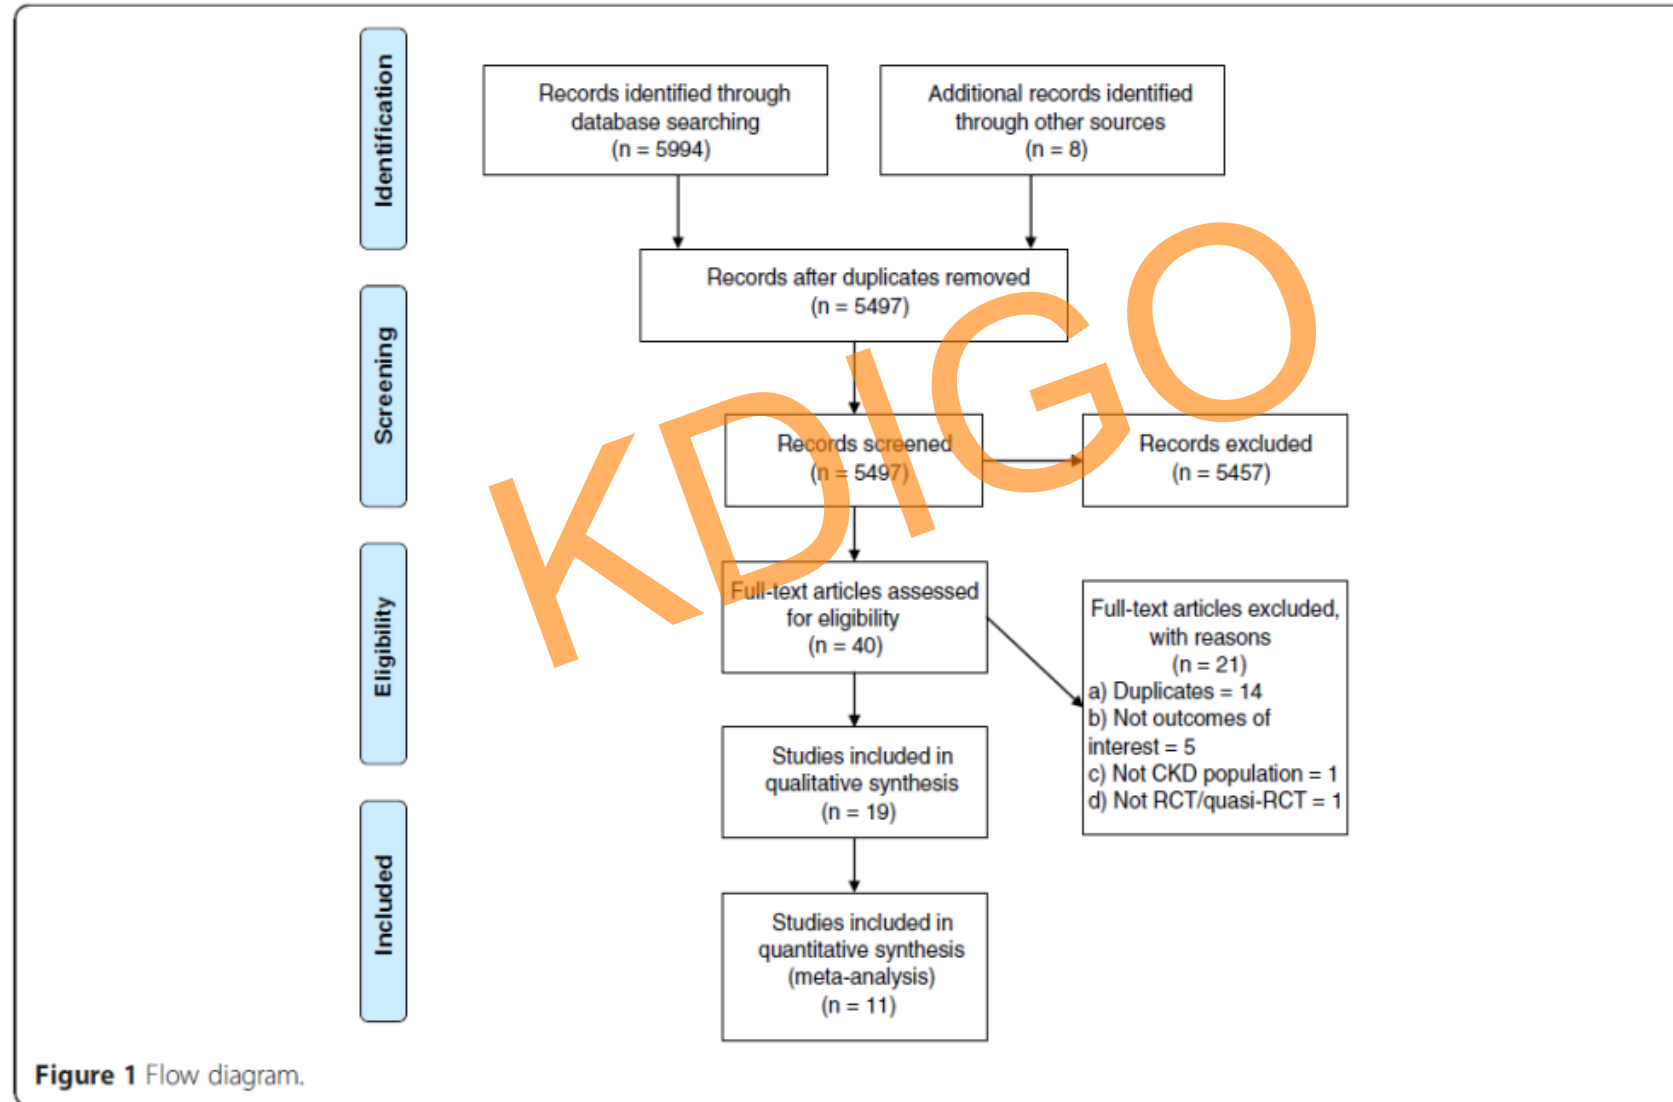 Identification
Records identified through
database searching
(n = 5994)
Additional records identified
through other sources
(n = 8)
Records after duplicates removed
(n = 5497)
Screening
Records screened
(n = 5497)
Records excluded
(n = 5457)
KDIGO
Eligibility
Full-text articles assessed
for eligibility
(n = 40)
Full-text articles excluded,
with reasons
(n = 21)
a) Duplicates = 14
b) Not outcomes of
interest = 5
c) Not CKD population = 1
d) Not RCT/quasi-RCT = 1
Studies included in
qualitative synthesis
(n = 19)
Included
Studies included in
quantitative synthesis
(meta-analysis)
(n = 11)
Figure 1 Flow diagram.